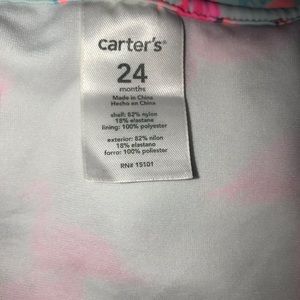 carter's®
24
months
Made in China
Hecho en China
shell: 82% nylon
18% elastane
lining: 100% polyester
exterior: 82% nilon
18% elastano
forro: 100% poliester
RN# 15101